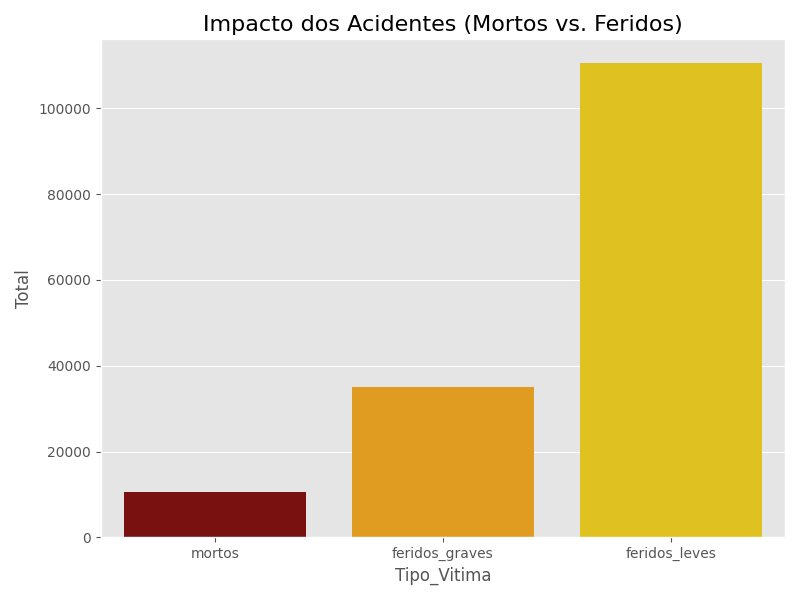 Impacto dos Acidentes (Mortos vs. Feridos)
Total
100000
80000
60000
40000
20000
0
mortos
feridos_graves
feridos_leves
Tipo_Vitima